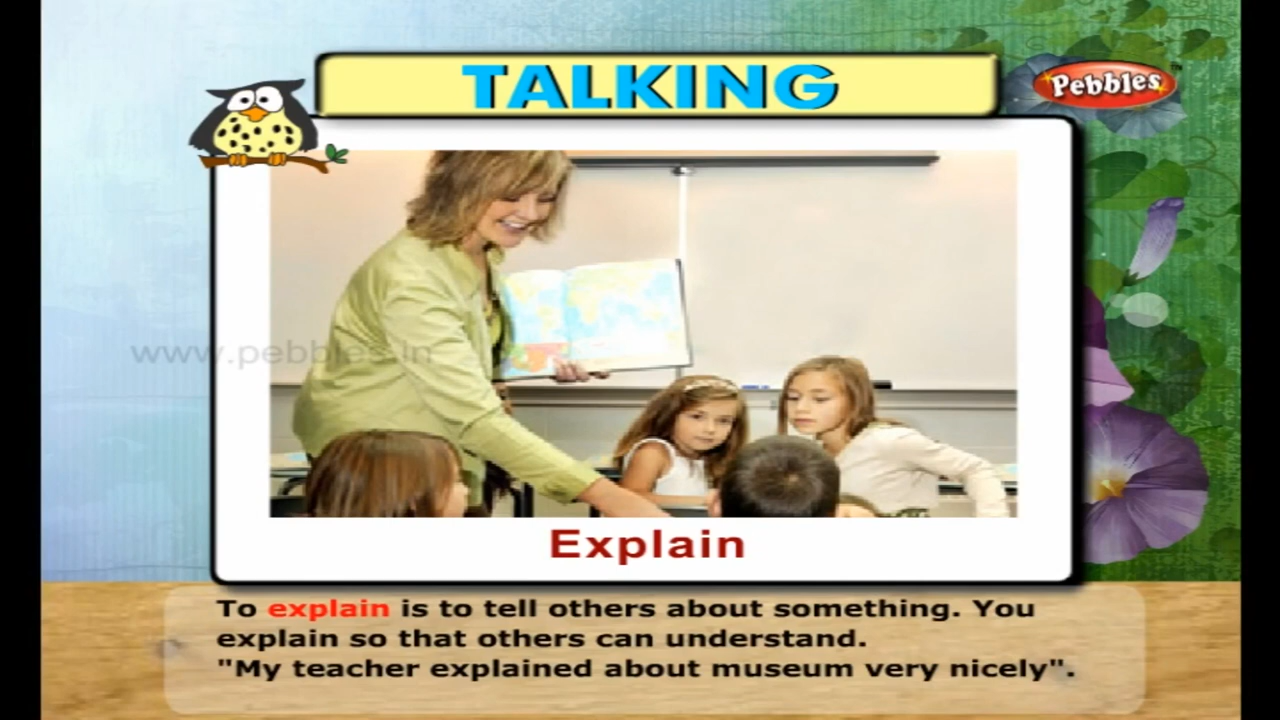 TALKING
Pebbles
www.pebbles.in
Explain
To explain is to tell others about something. You
explain so that others can understand.
"My teacher explained about museum very nicely".